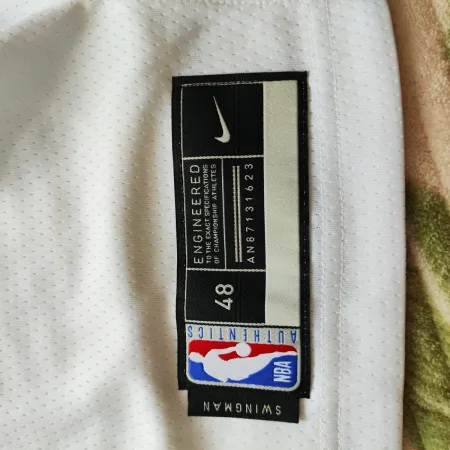 ENGINEERED
TO THE EXACT SPECIFICATIONS
OF CHAMPIONSHIP ATHLETES
AN87131623
48
AUTHENTICS
NBA
SWINGMAN